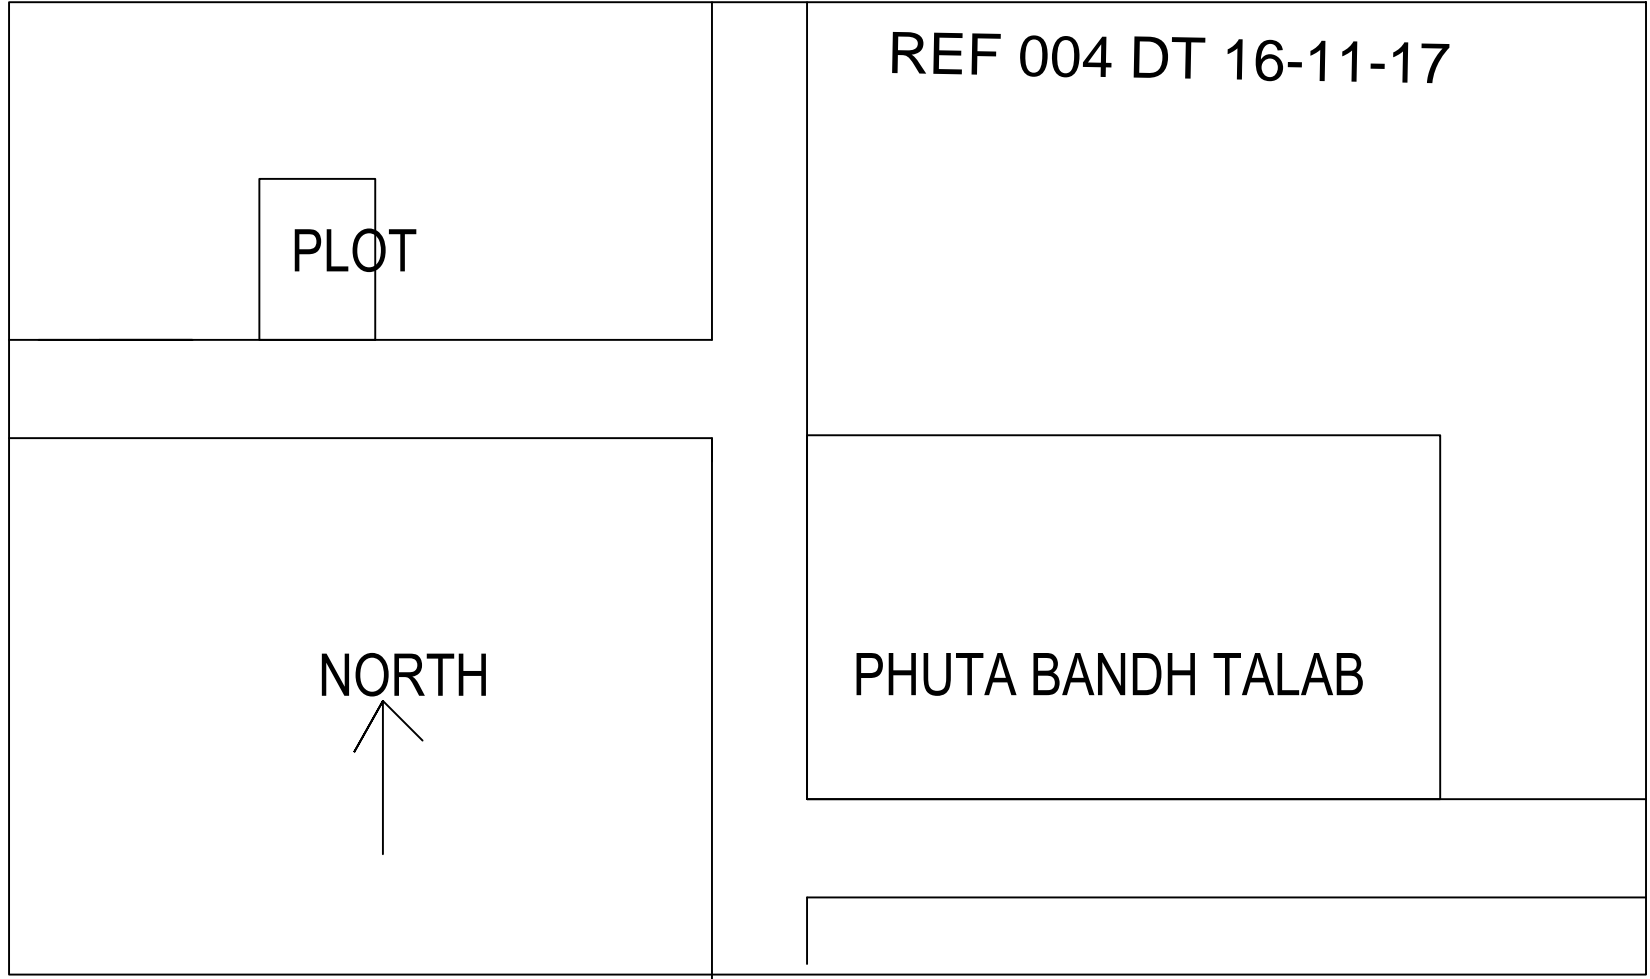 REF 004 DT 16-11-17
PLOT
NORTH
PHUTA BANDH TALAB